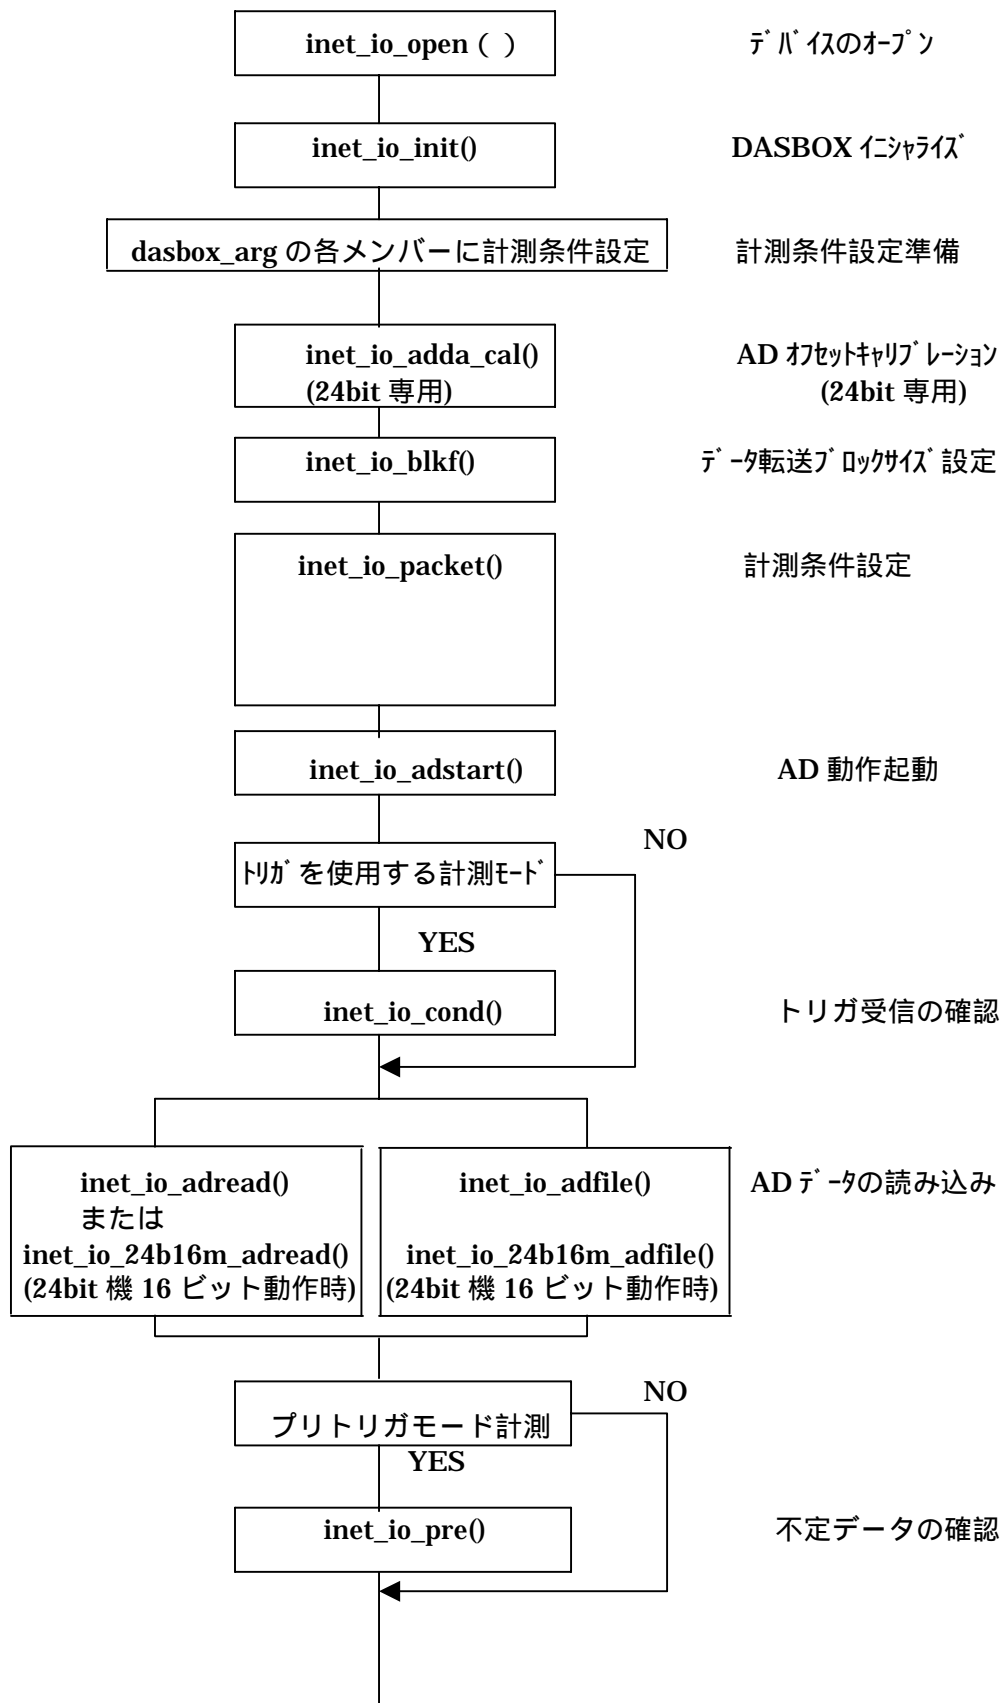 inet_io_open ( ) デバイスのオープン
inet_io_init() DASBOX イニシャライズ
dasbox_arg の各メンバーに計測条件設定 計測条件設定準備
inet_io_adda_cal() AD オフセットキャリブレーション
(24bit 専用) (24bit 専用)
inet_io_blkf() データ転送ブロックサイズ設定
inet_io_packet() 計測条件設定
inet_io_adstart() AD 動作起動
NO
トリガを使用する計測モード
YES
inet_io_cond() トリガ受信の確認
inet_io_adread() inet_io_adfile() AD データの読み込み
または
inet_io_24b16m_adread() inet_io_24b16m_adfile()
(24bit 機 16 ビット動作時) (24bit 機 16 ビット動作時)
NO
プリトリガモード計測
YES
inet_io_pre() 不定データの確認